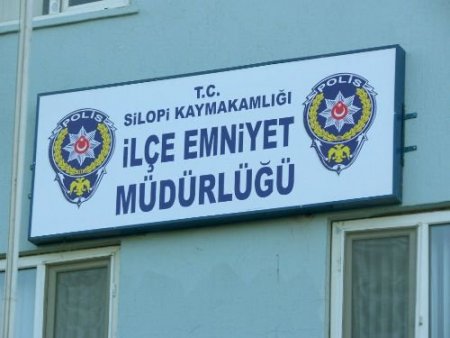 T.C.
SİLOPİ KAYMAKAMLIĞI
İLÇE EMNİYET
MÜDÜRLÜĞÜ
POLİS
POLİS